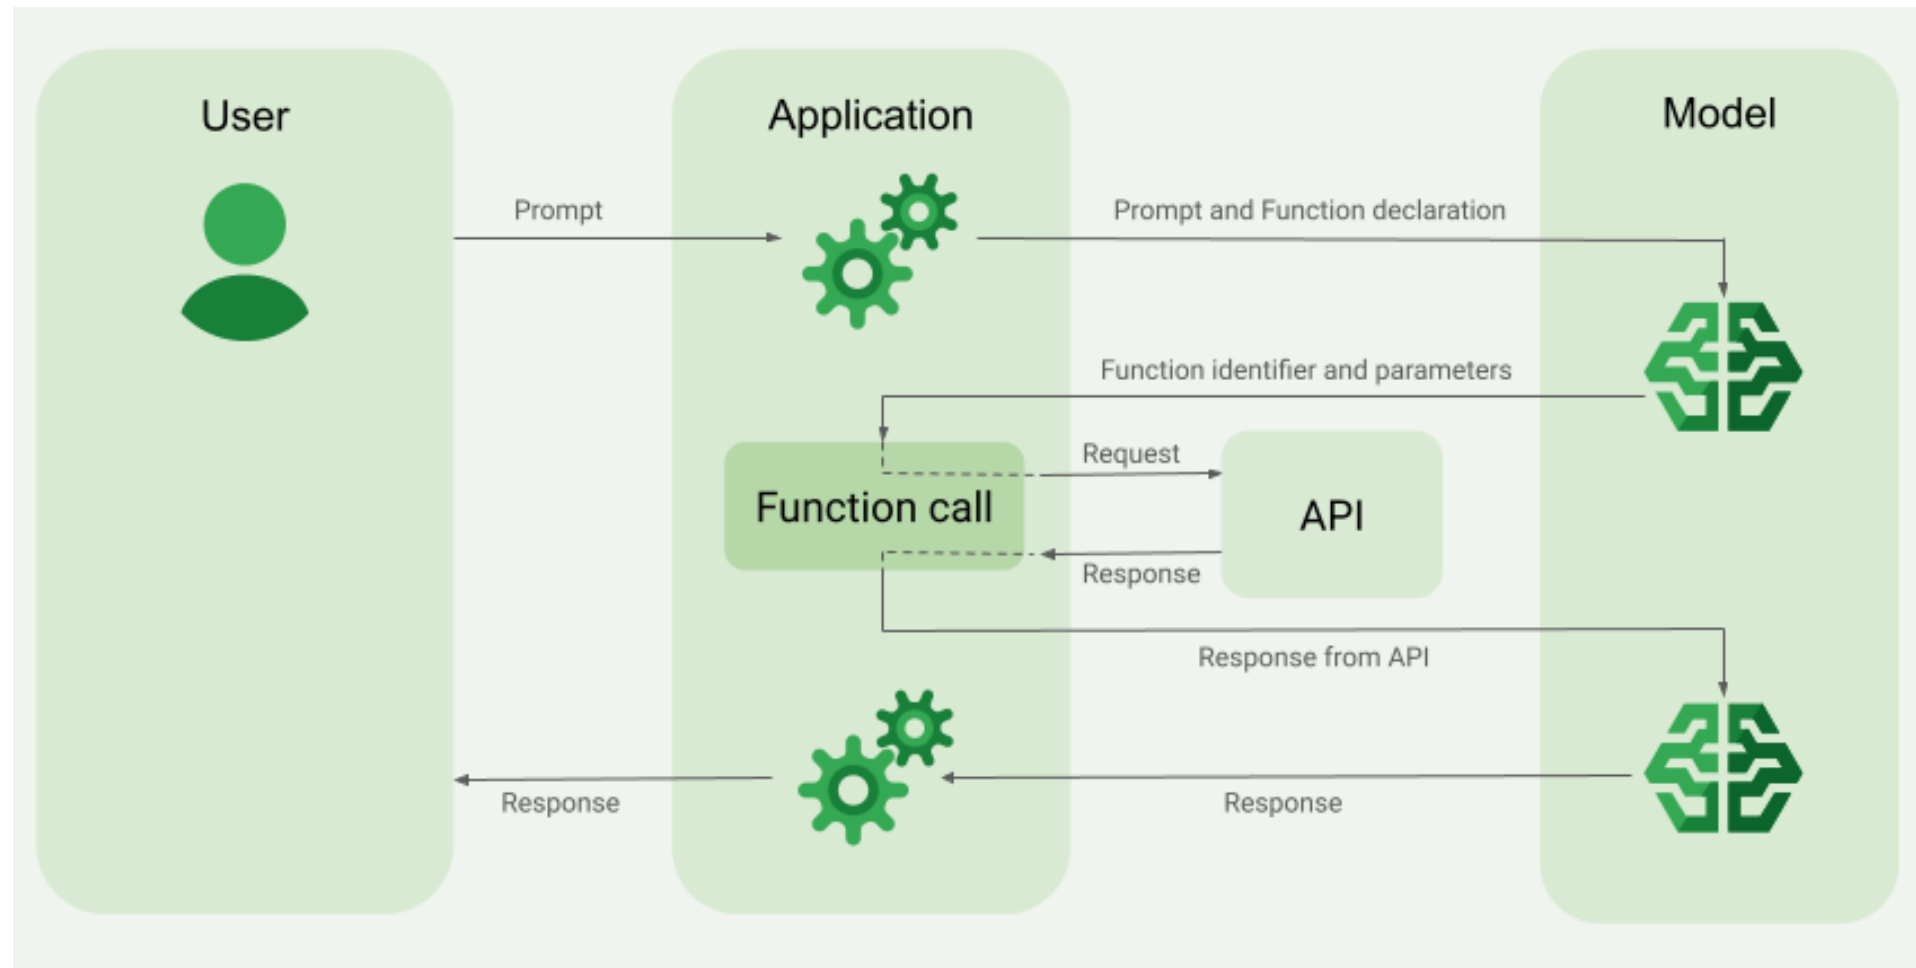 User
Application
Model
Prompt
Prompt and Function declaration
Function identifier and parameters
Request
Function call
API
Response
Response from API
Response
Response